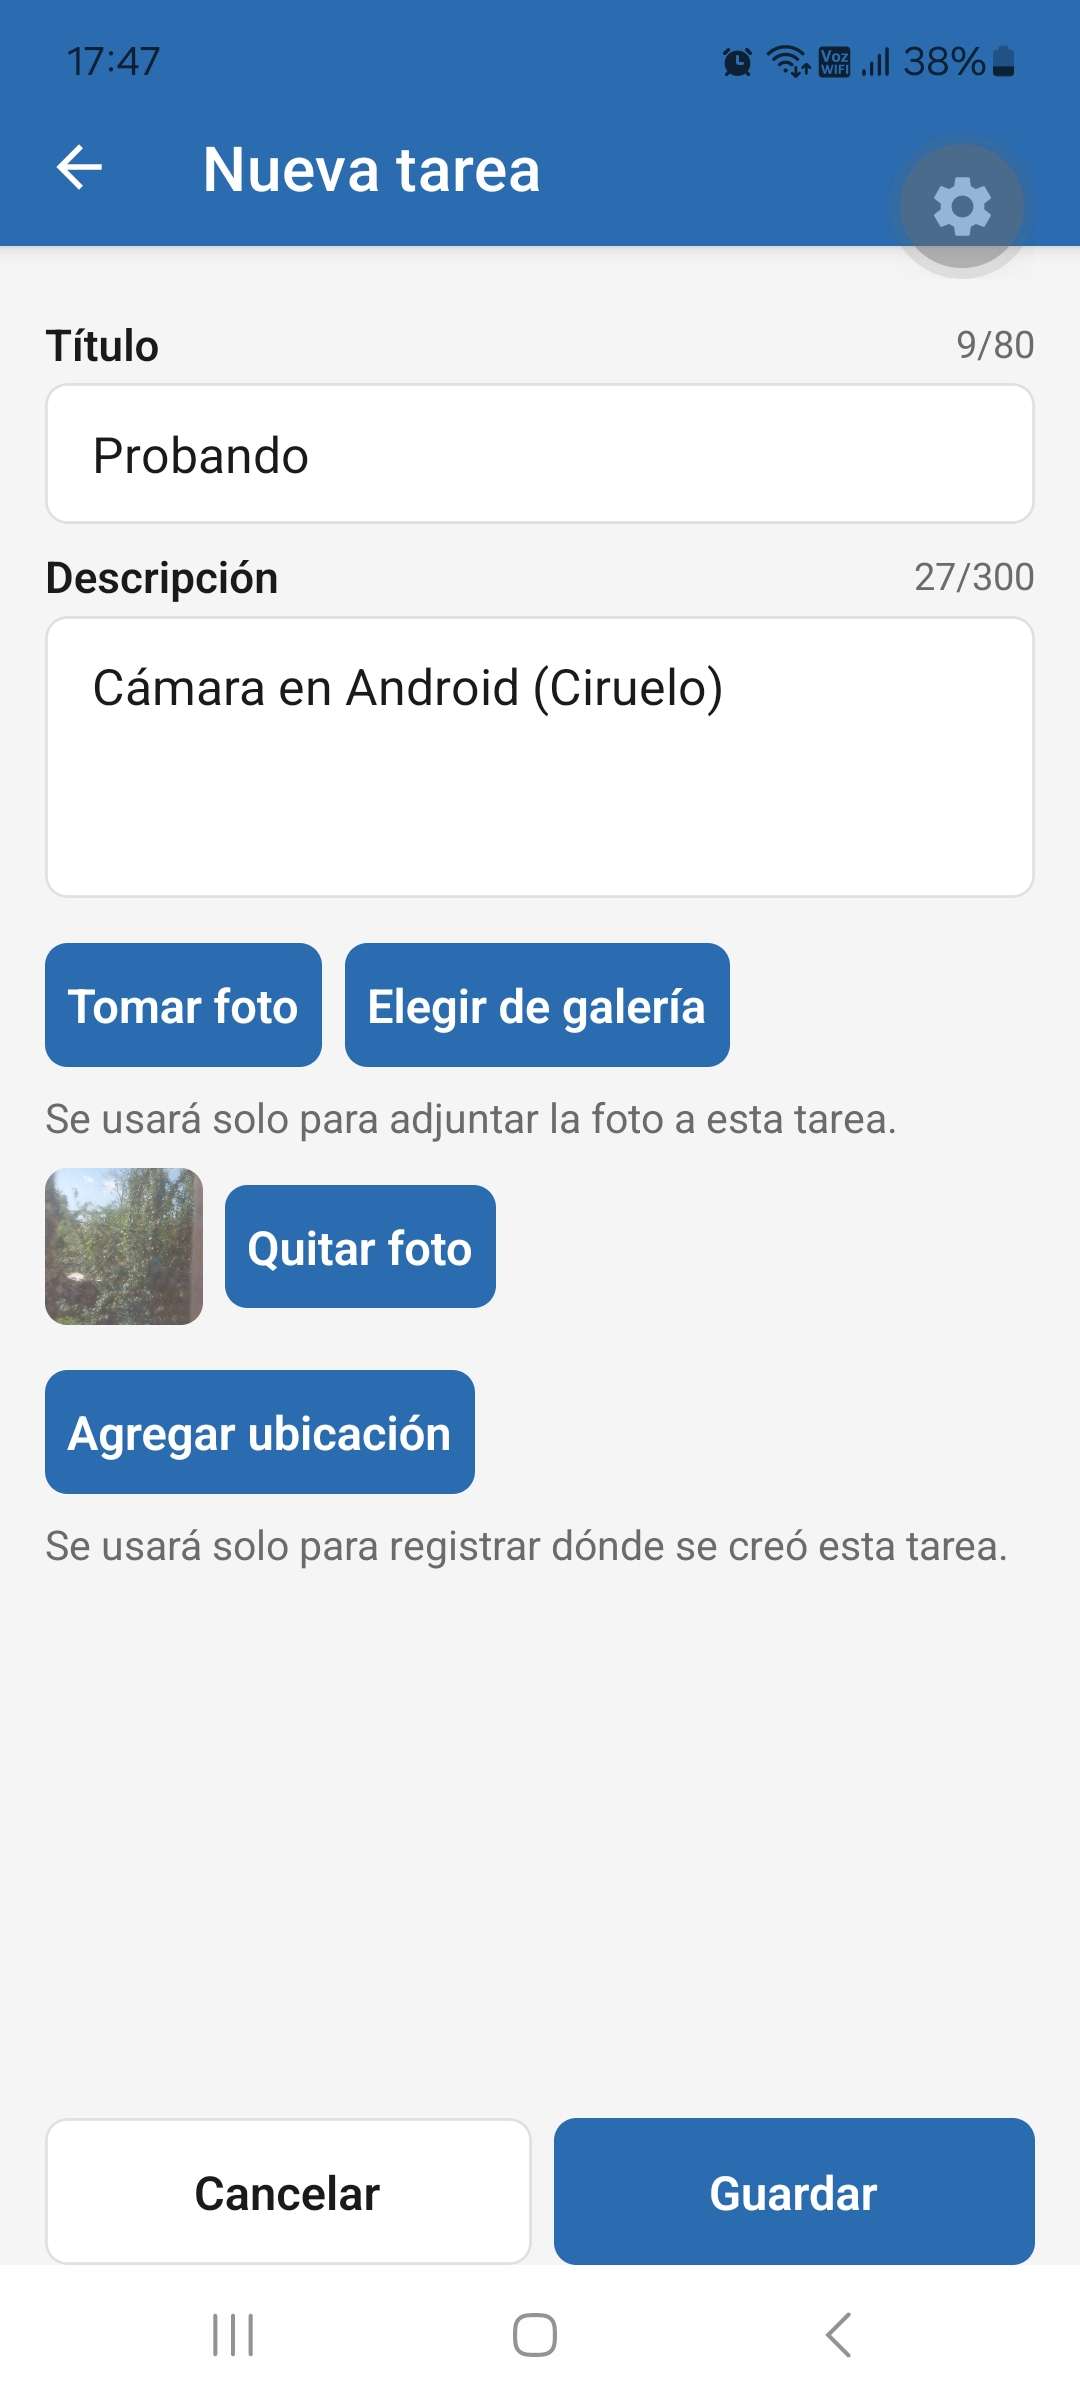 17:47
Voz
WIFI
38%
Nueva tarea
Título
9/80
Probando
Descripción
27/300
Cámara en Android (Ciruelo)
Tomar foto
Elegir de galería
Se usará solo para adjuntar la foto a esta tarea.
Quitar foto
Agregar ubicación
Se usará solo para registrar dónde se creó esta tarea.
Cancelar
Guardar